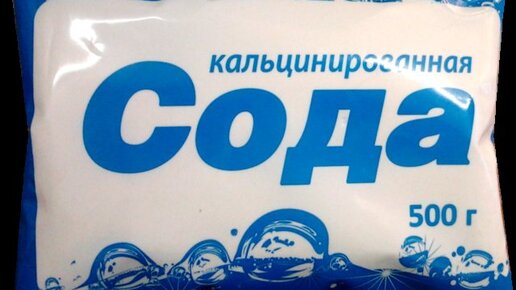 кальцинированная
Сода
500 г